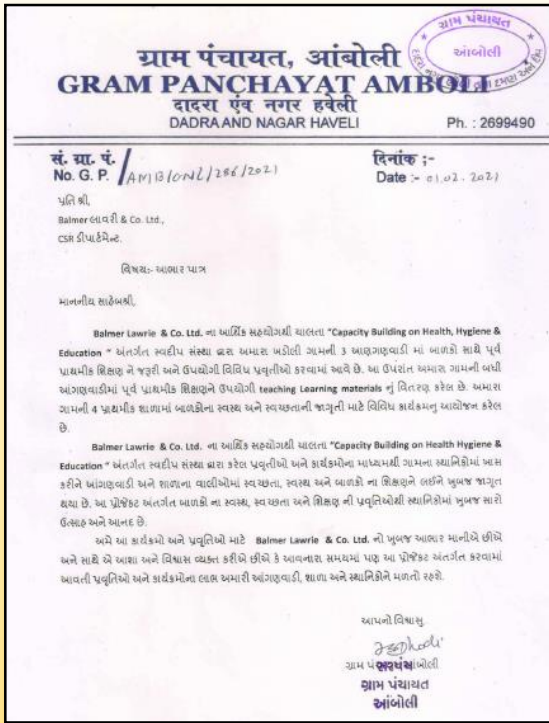 ગ્રામ પંચાયત
આંબોલી
ગ્રામ પંચાયત, આંબોલી
GRAM PANCHAYAT AMBOLI
दादरा एंव नगर हवेली
DADRA AND NAGAR HAVELI Ph. : 2699490
सं. ग्रा. पं. दिनांक :-
No. G. P. / AMB/ONL/286/2021 Date :- 01.02.2021
પ્રતિ શ્રી,
Balmer લાવરી & Co. Ltd.,
CSR ડીપાર્ટમેન્ટ.
વિષયઃ- આભાર પાત્ર
માનનીય સાહેબશ્રી,
Balmer Lawrie & Co. Ltd. ના આર્થિક સહયોગથી ચાલતા "Capacity Building on Health, Hygiene &
Education " અંતર્ગત સ્વદીપ સંસ્થા દ્વારા અમારા ખડોલી ગામની 3 આણગણવાડી માં બાળકો સાથે પૂર્વ
પ્રાથમીક શિક્ષણ ને જરૂરી અને ઉપયોગી વિવિધ પ્રવૃતીઓ કરવામાં આવે છે. આ ઉપરાંત અમારા ગામની બધી
આંગણવાડીમાં પૂર્વ પ્રાથમીક શિક્ષણને ઉપયોગી teaching Learning materials નું વિતરણ કરેલ છે. અમારા
ગામની 4 પ્રાથમીક શાળામાં બાળકોના સ્વસ્થ અને સ્વચ્છતાની જાગૃતી માટે વિવિધ કાર્યક્રમનુ આયોજન કરેલ
છે.
Balmer Lawrie & Co. Ltd. ના આર્થિક સહયોગથી ચાલતા "Capacity Building on Health Hygiene &
Education " અંતર્ગત સ્વદીપ સંસ્થા દ્વારા કરેલ પ્રવૃતીઓ અને કાર્યક્રમોના માધ્યમથી ગામના સ્થાનિકોમાં ખાસ
કરીને આંગણવાડી અને શાળાના વાલીઓમાં સ્વચ્છતા, સ્વસ્થ અને બાળકો ના શિક્ષણને લઈને ખુબજ જાગૃત
થયા છે. આ પ્રોજેક્ટ અંતર્ગત બાળકો ના સ્વસ્થ, સ્વચ્છતા અને શિક્ષણ ની પ્રવૃતિઓથી સ્થાનિકોમાં ખુબજ સારો
ઉત્સાહ અને આનદ છે.
અમે આ કાર્યક્રમો અને પ્રવૃતિઓ માટે Balmer Lawrie & Co. Ltd. નો ખુબજ આભાર માનીએ છીએ
અને સાથે એ આશા અને વિશ્વાસ વ્યક્ત કરીએ છીએ કે આવનારા સમયમાં પણ આ પ્રોજેક્ટ અંતર્ગત કરવામાં
આવતી પ્રવૃતિઓ અને કાર્યક્રમોના લાભ અમારી આંગણવાડી, શાળા અને સ્થાનિકોને મળતો રહશે.
આપનો વિશ્વાસુ
ગ્રામ પંચાયત આંબોલી
સરપંચ
ગ્રામ પંચાયત
આંબોલી